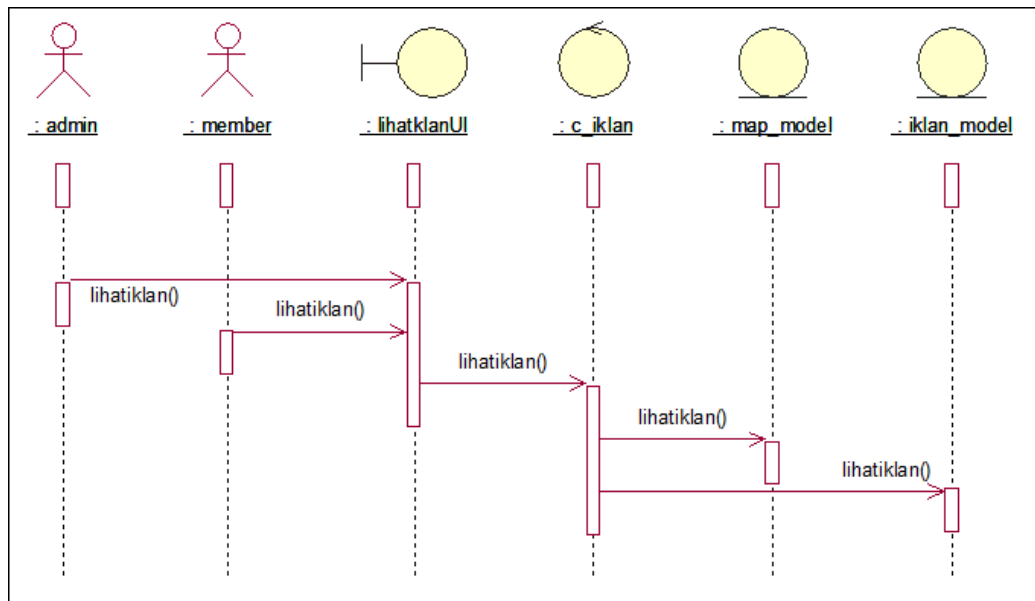 : admin
: member
: lihatklanUI
: c_iklan
: map_model
: iklan_model
lihatiklan()
lihatiklan()
lihatiklan()
lihatiklan()
lihatiklan()